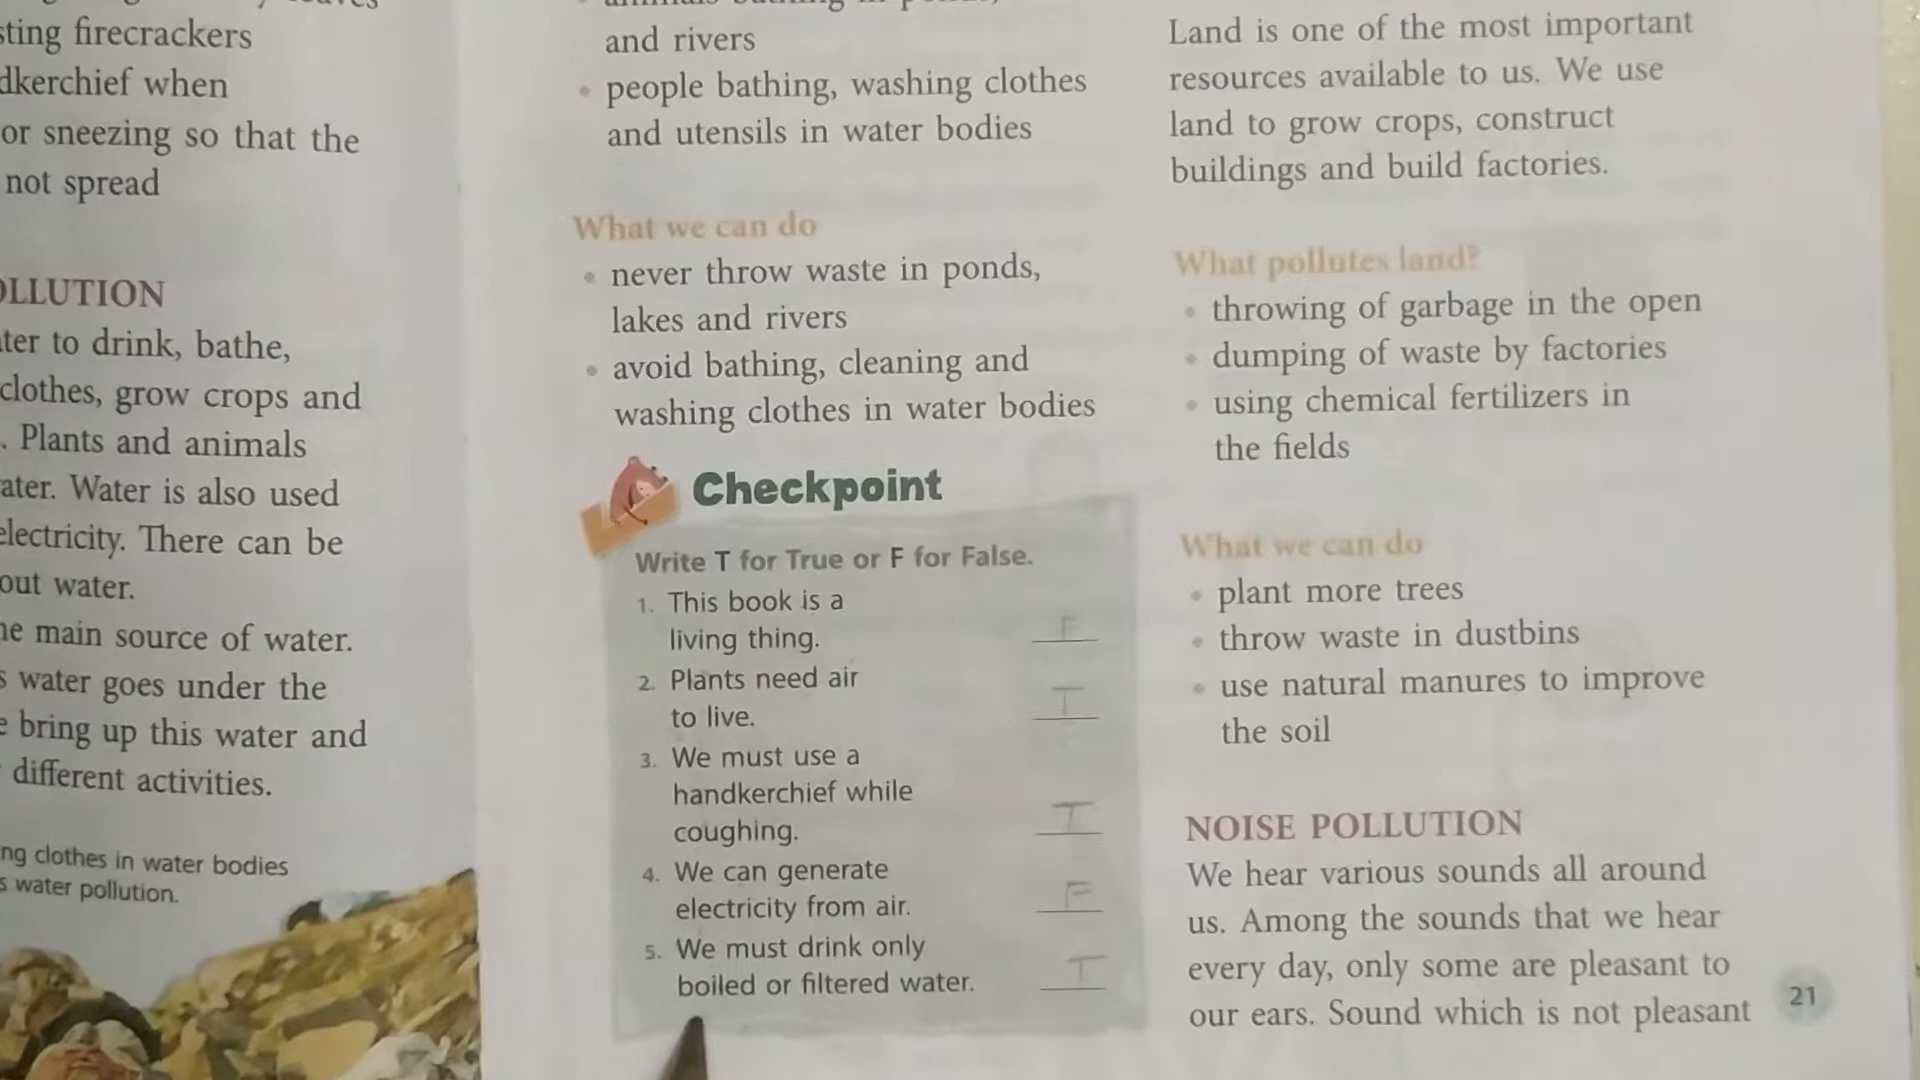 sting firecrackers
dkerchief when
or sneezing so that the
not spread
OLLUTION
ter to drink, bathe,
clothes, grow crops and
. Plants and animals
ater. Water is also used
electricity. There can be
out water.
he main source of water.
s water goes under the
e bring up this water and
different activities.
ng clothes in water bodies
s water pollution.
and rivers
• people bathing, washing clothes
and utensils in water bodies
What we can do
• never throw waste in ponds,
lakes and rivers
• avoid bathing, cleaning and
washing clothes in water bodies
Checkpoint
Write T for True or F for False.
1. This book is a
living thing. F
2. Plants need air
to live. T
3. We must use a
handkerchief while
coughing. T
4. We can generate
electricity from air. F
5. We must drink only
boiled or filtered water. T
Land is one of the most important
resources available to us. We use
land to grow crops, construct
buildings and build factories.
What pollutes land?
• throwing of garbage in the open
• dumping of waste by factories
• using chemical fertilizers in
the fields
What we can do
• plant more trees
• throw waste in dustbins
• use natural manures to improve
the soil
NOISE POLLUTION
We hear various sounds all around
us. Among the sounds that we hear
every day, only some are pleasant to
our ears. Sound which is not pleasant
21